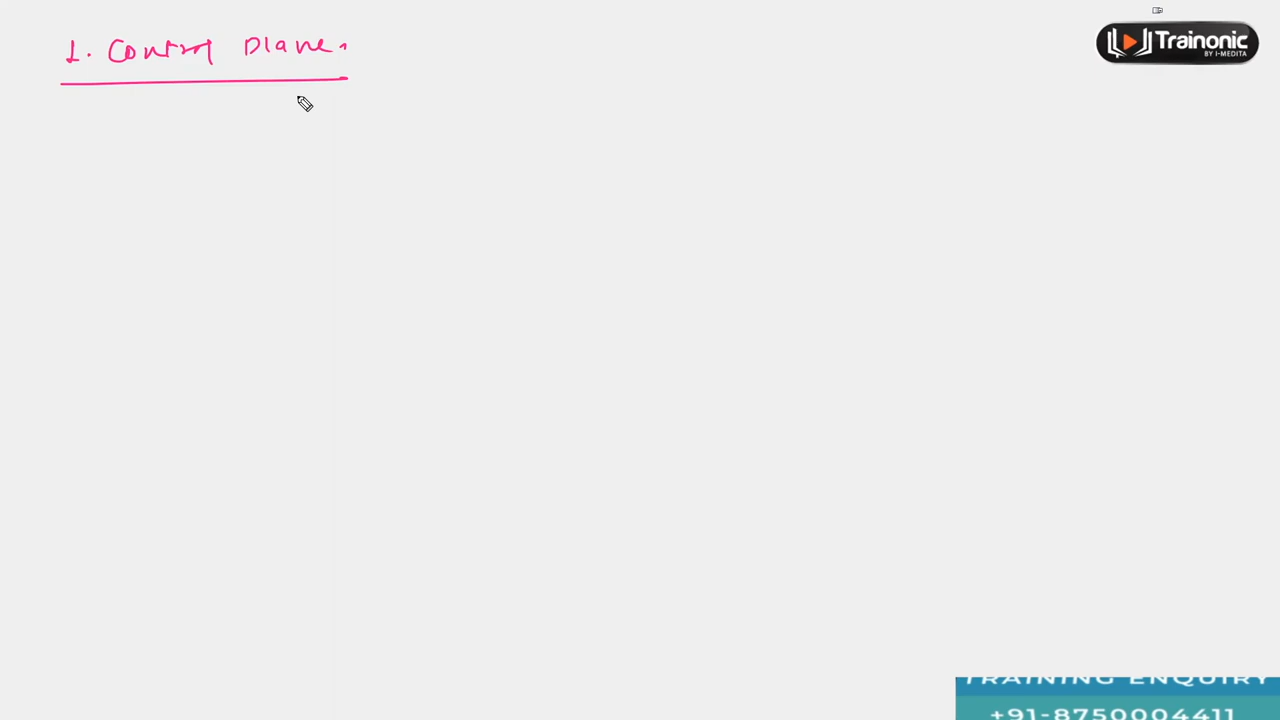 1. Control Plane.
Trainonic
BY I-MEDITA
TRAINING ENQUIRY
+91-8750004411